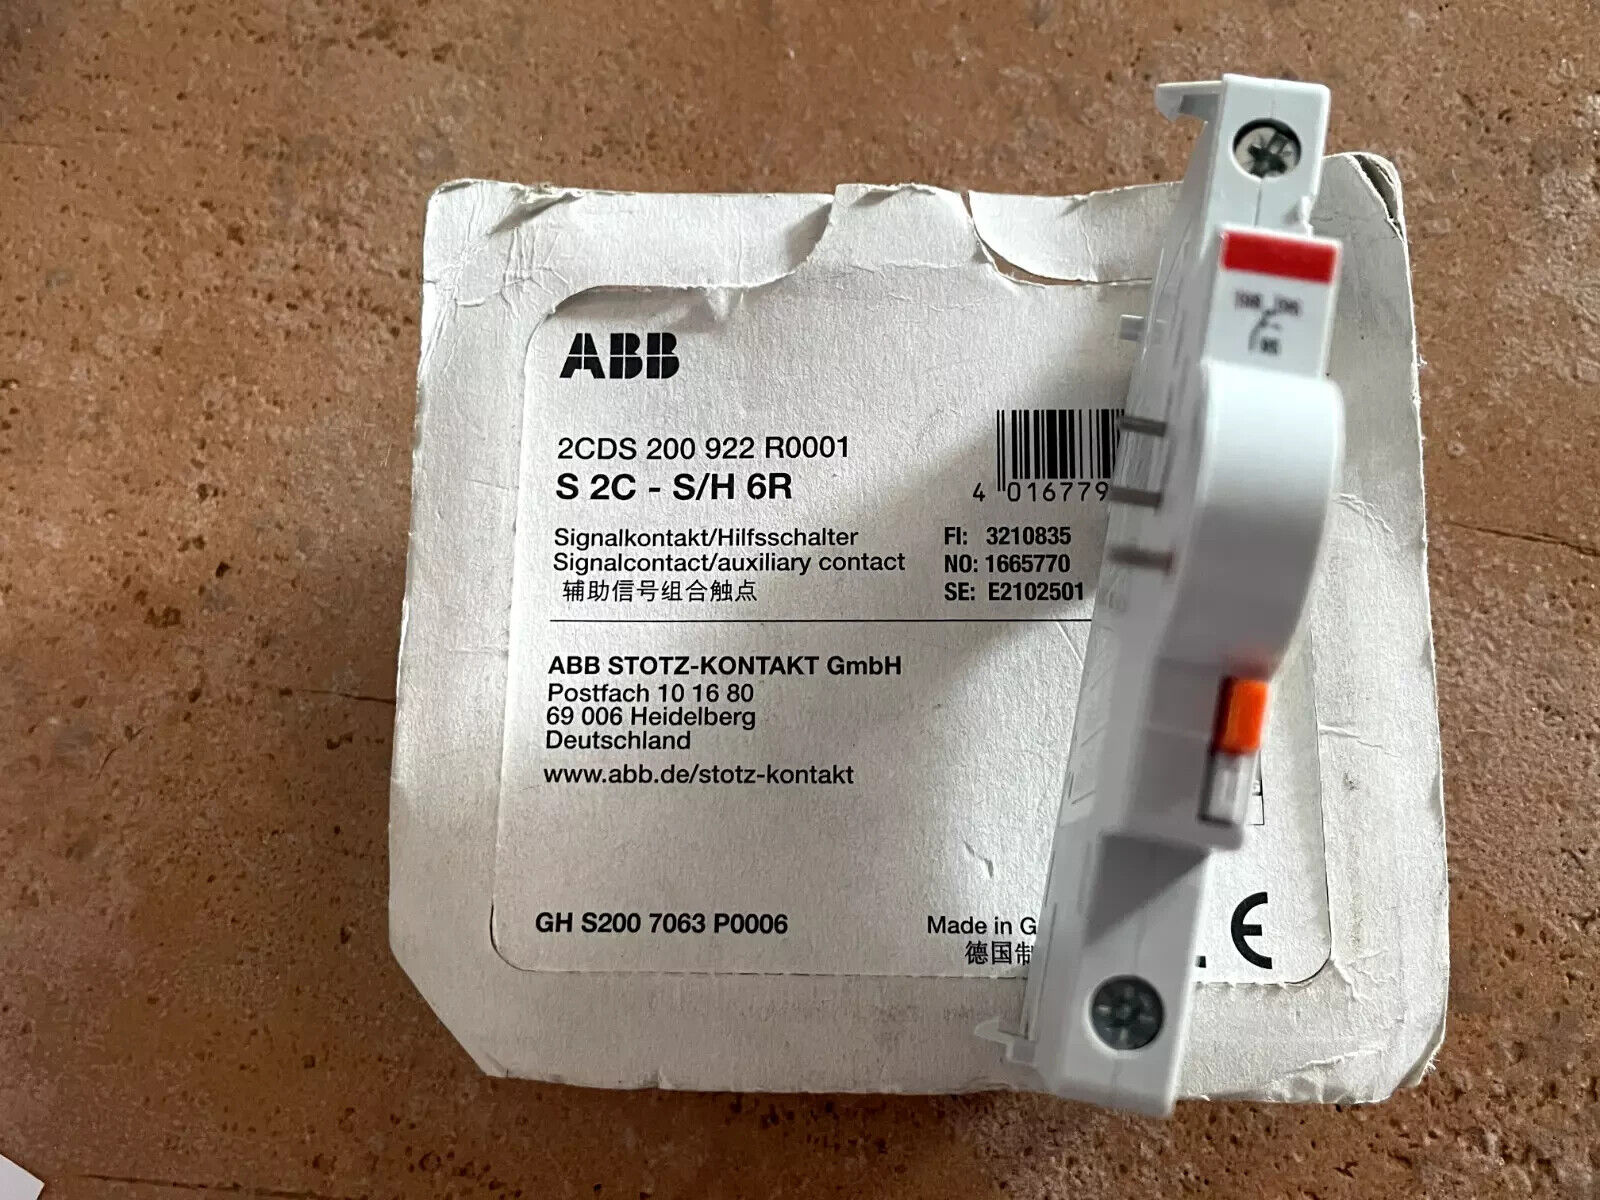 ABB
2CDS 200 922 R0001
S 2C - S/H 6R
4 016779
Signalkontakt/Hilfsschalter
Signalcontact/auxiliary contact
辅助信号组合触点
FI: 3210835
NO: 1665770
SE: E2102501
ABB STOTZ-KONTAKT GmbH
Postfach 10 16 80
69 006 Heidelberg
Deutschland
www.abb.de/stotz-kontakt
GH S200 7063 P0006
Made in G
德国制
CE